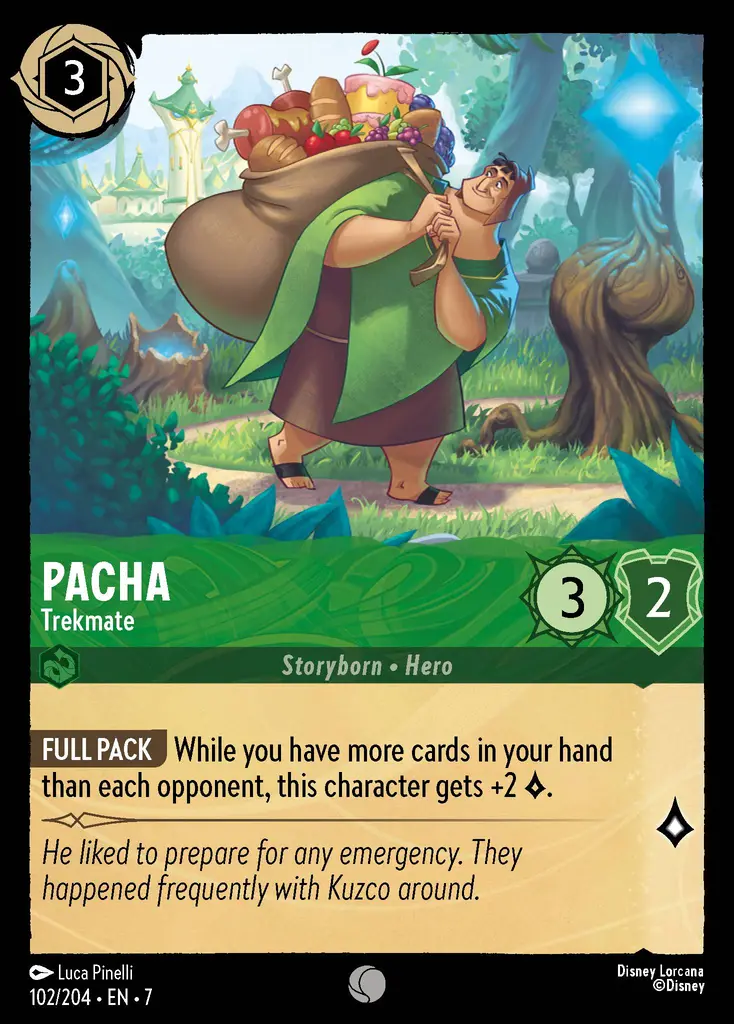 3
PACHA
Trekmate
3
2
Storyborn • Hero
FULL PACK While you have more cards in your hand
than each opponent, this character gets +2 .
He liked to prepare for any emergency. They
happened frequently with Kuzco around.
Luca Pinelli
102/204 • EN • 7
Disney Lorcana
©Disney